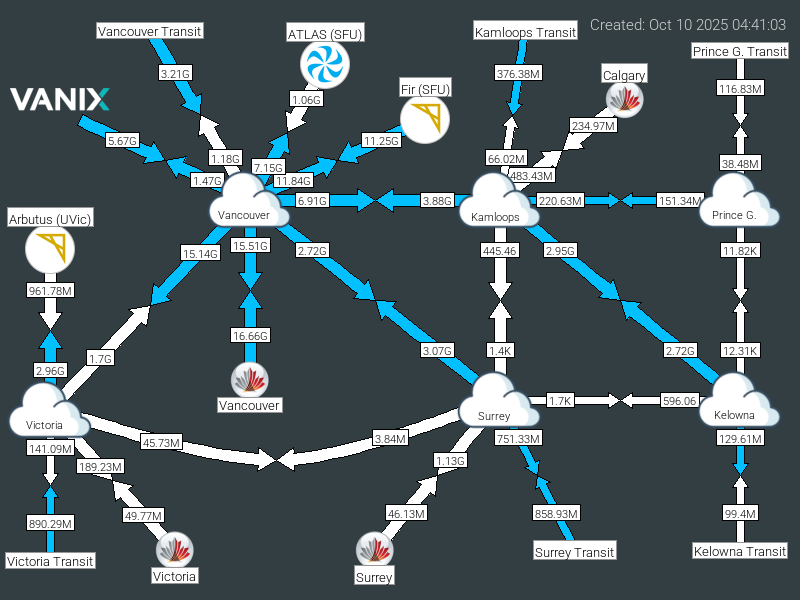 Created: Oct 10 2025 04:41:03
Vancouver Transit
ATLAS (SFU)
Kamloops Transit
Prince G. Transit
3.21G
376.38M
Calgary
Fir (SFU)
116.83M
VANIX
1.06G
234.97M
5.67G
11.25G
1.18G
66.02M
38.48M
7.15G
1.47G
11.84G
483.43M
6.91G
3.88G
220.63M
151.34M
Vancouver
Kamloops
Prince G.
Arbutus (UVic)
15.14G
15.51G
2.72G
445.46
2.95G
11.82K
961.78M
16.66G
1.7G
3.07G
1.4K
2.72G
12.31K
2.96G
Vancouver
1.7K
596.06
Victoria
Surrey
Kelowna
45.73M
3.84M
751.33M
129.61M
141.09M
189.23M
1.13G
890.29M
49.77M
46.13M
858.93M
99.4M
Victoria Transit
Victoria
Surrey
Surrey Transit
Kelowna Transit